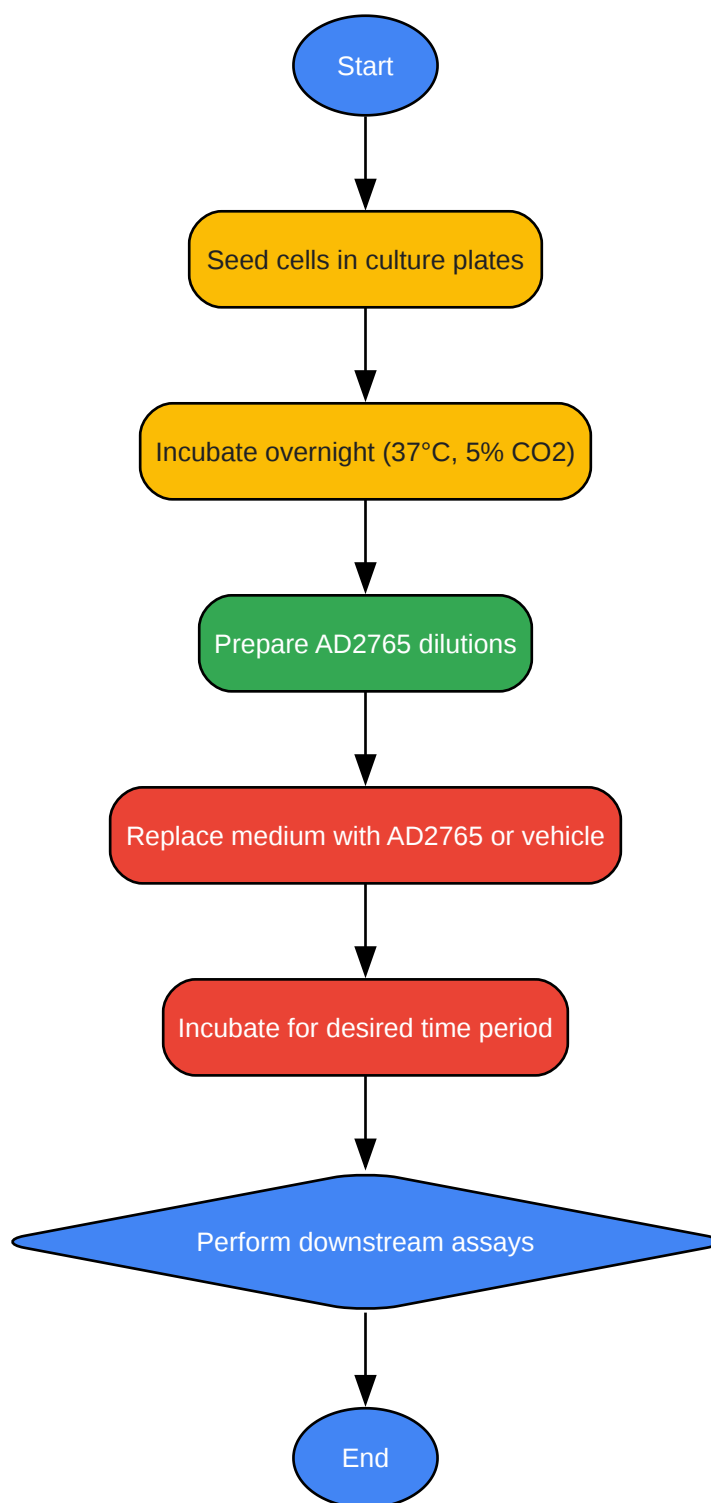 Start
Seed cells in culture plates
Incubate overnight (37°C, 5% CO2)
Prepare AD2765 dilutions
Replace medium with AD2765 or vehicle
Incubate for desired time period
Perform downstream assays
End